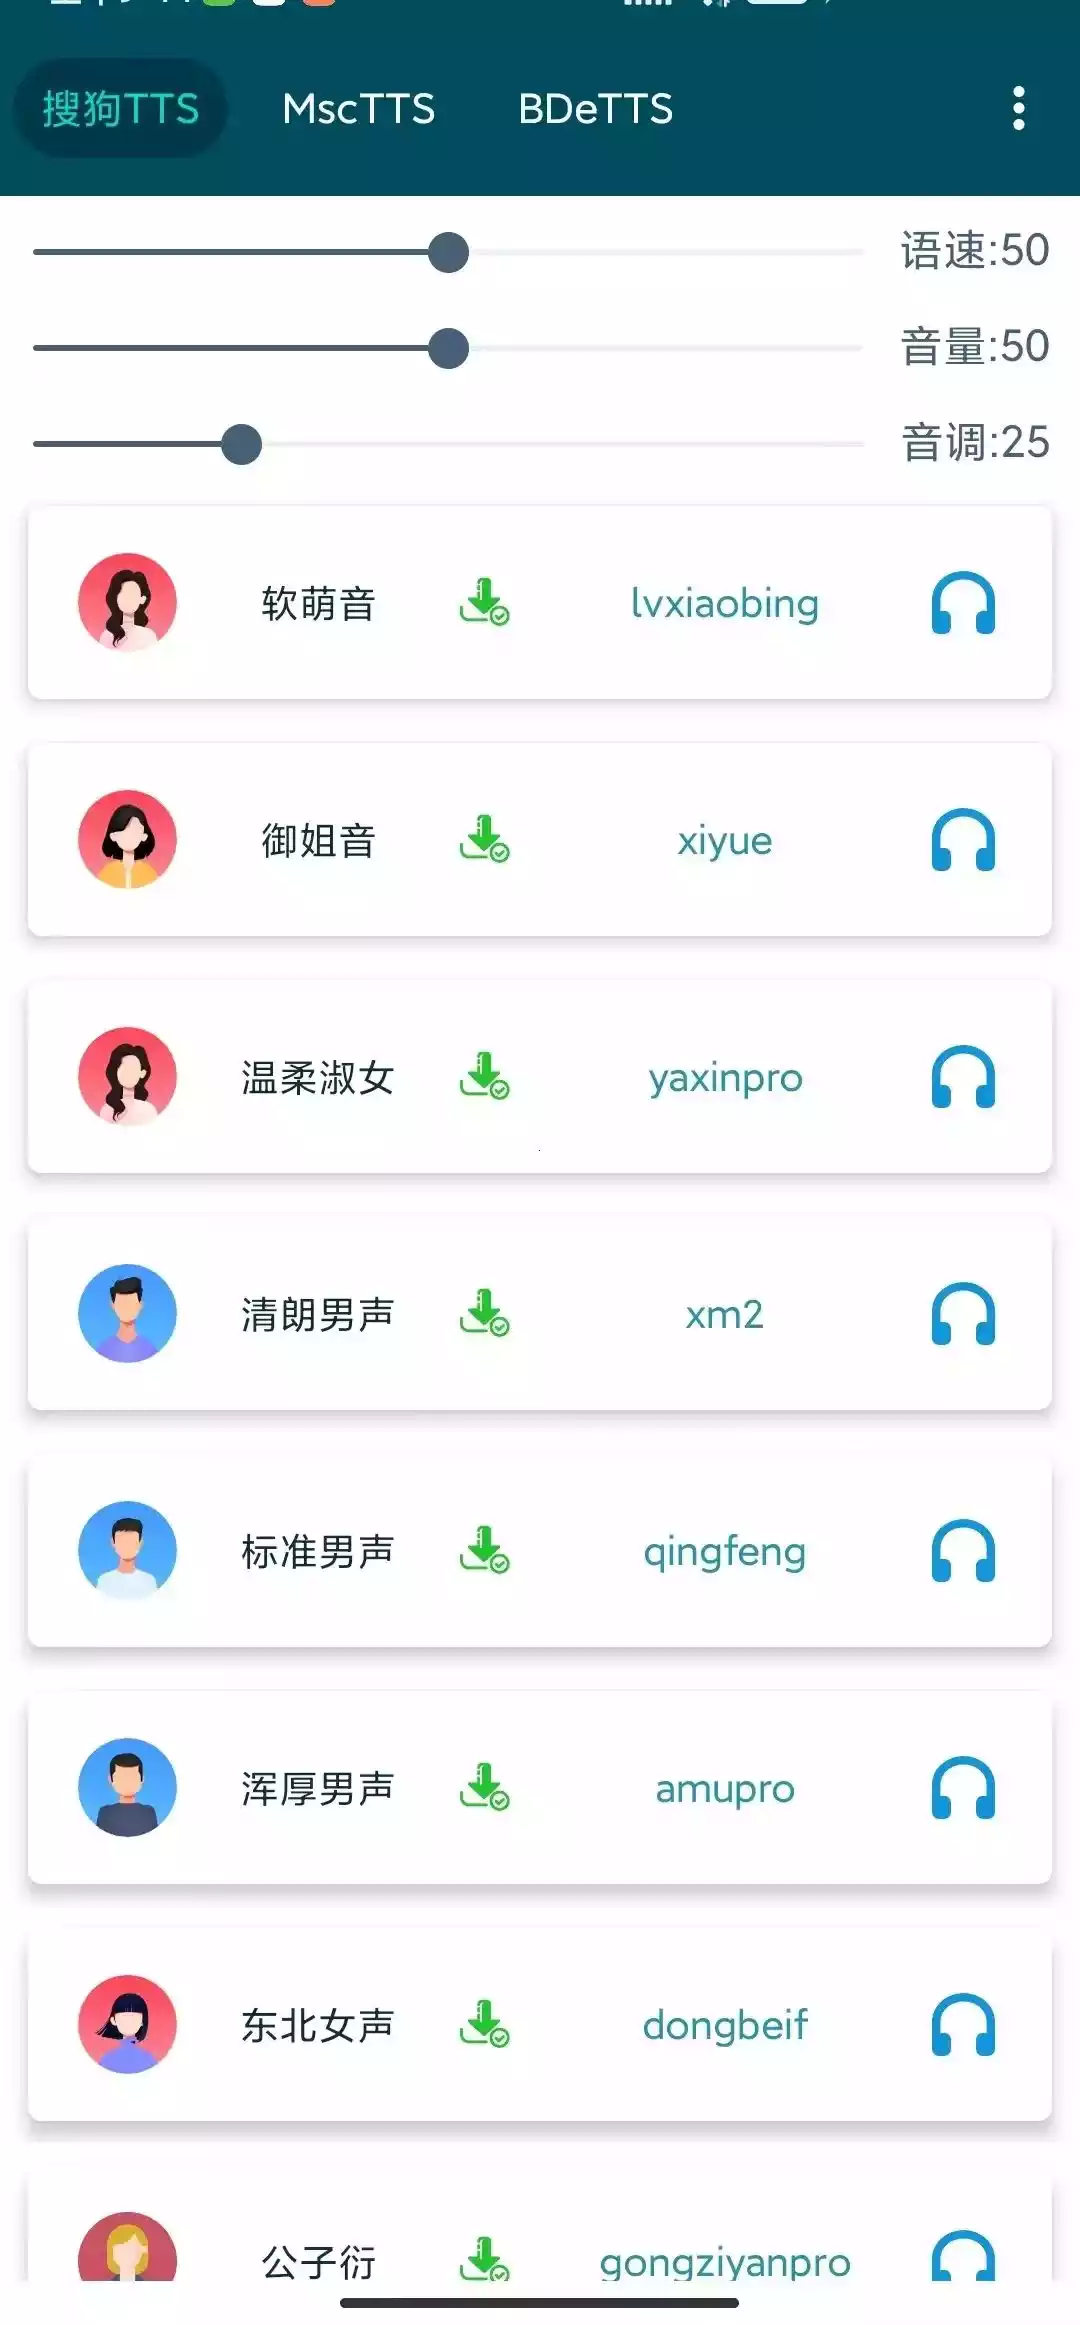 搜狗TTS MscTTS BDeTTS
语速:50
音量:50
音调:25
软萌音 lvxiaobing
御姐音 xiyue
温柔淑女 yaxinpro
清朗男声 xm2
标准男声 qingfeng
浑厚男声 amupro
东北女声 dongbeif
公子衍 gongziyanpro